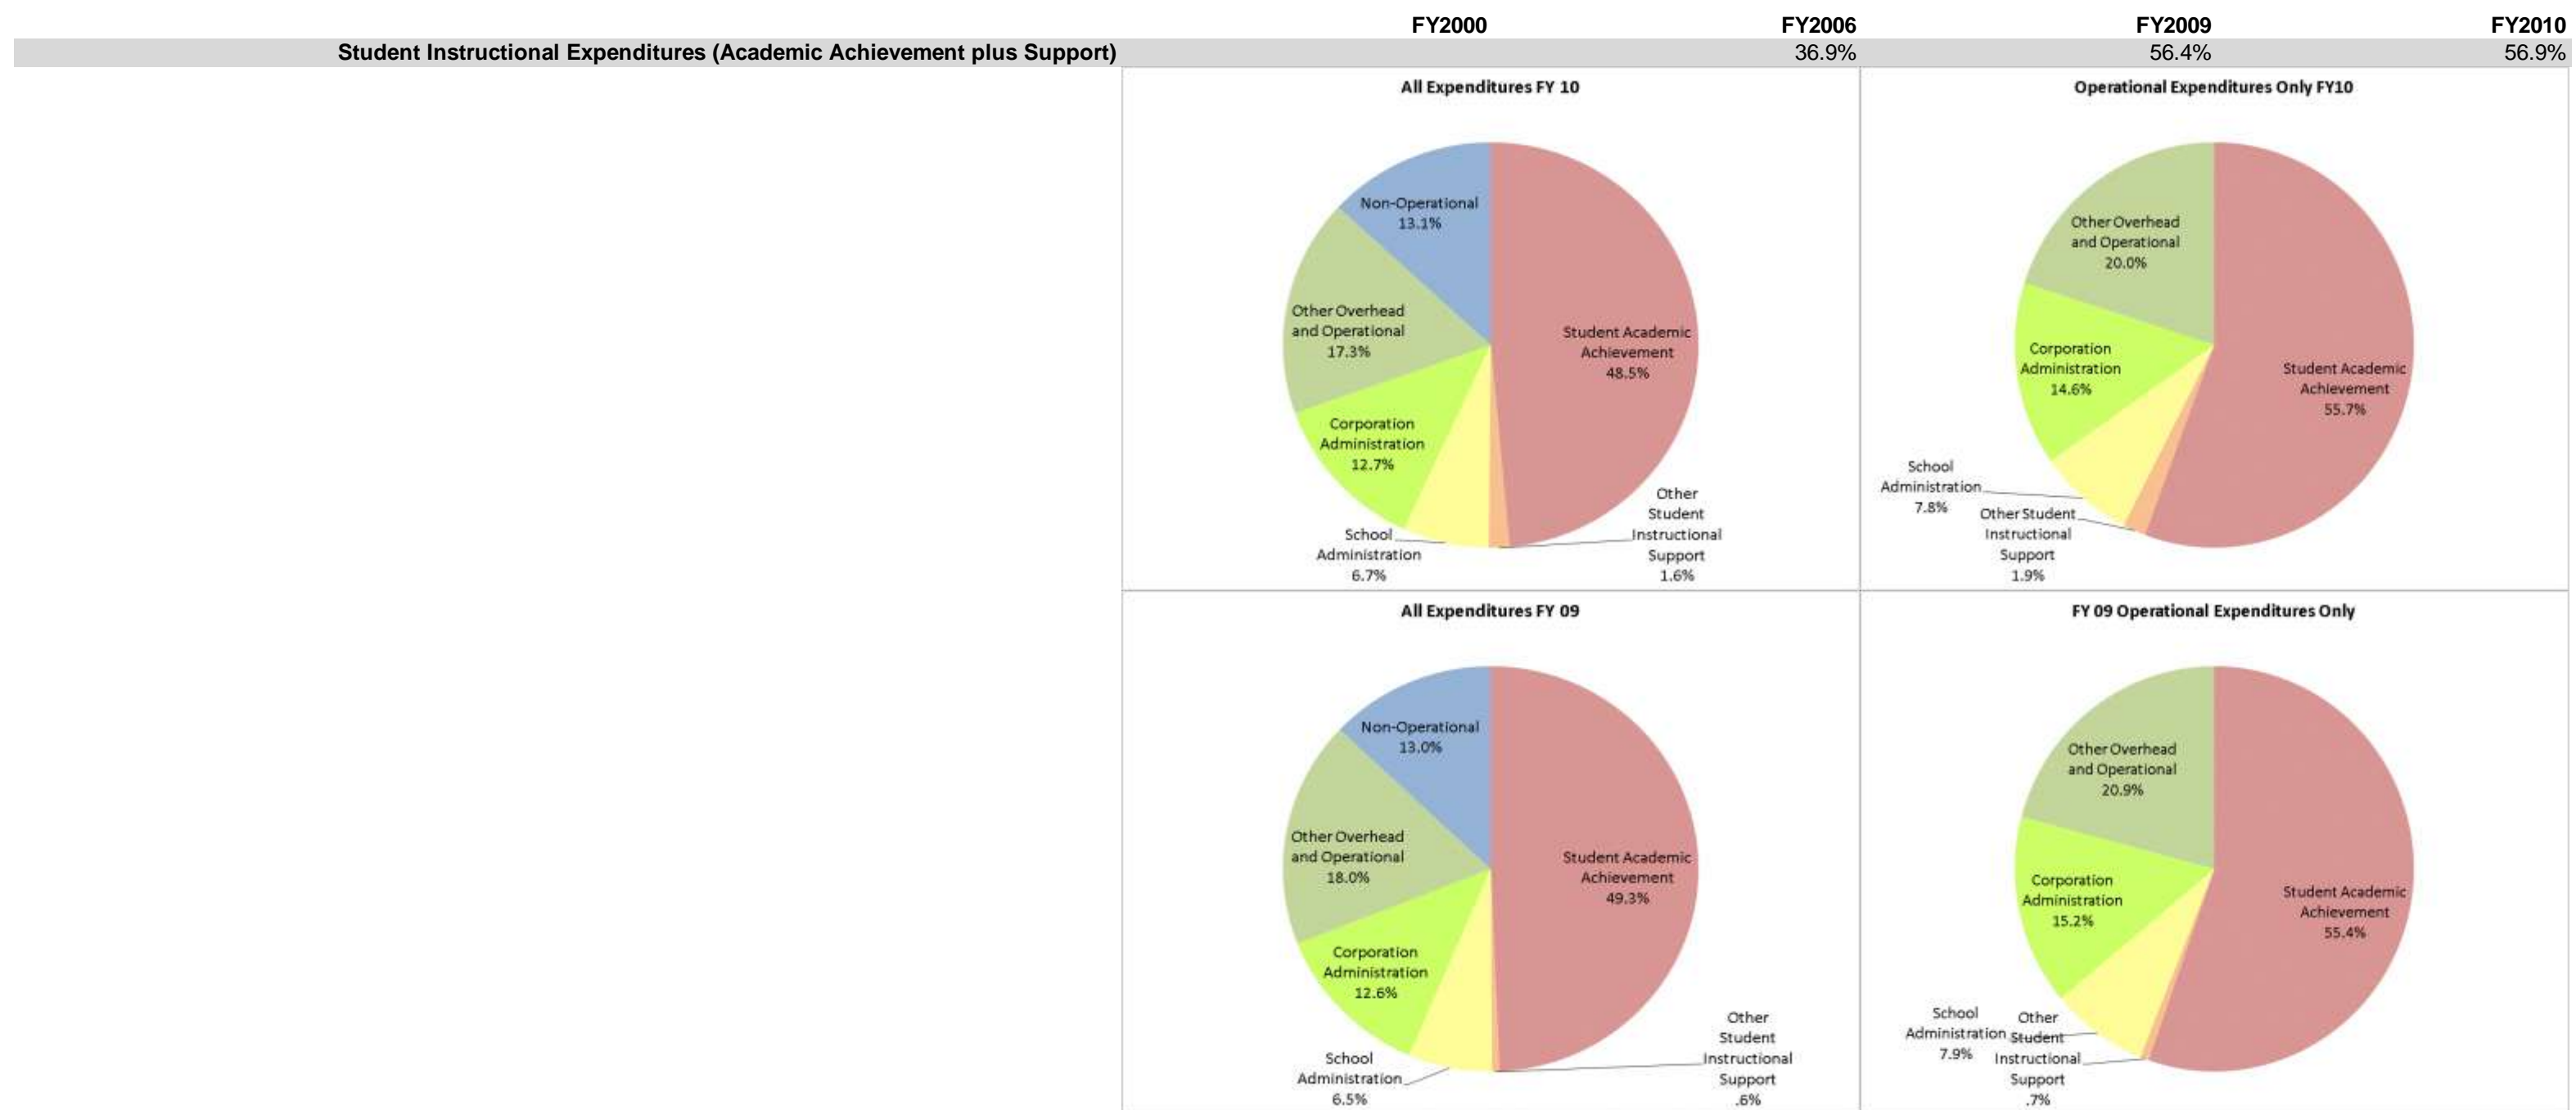 FY2000 FY2006 FY2009 FY2010
Student Instructional Expenditures (Academic Achievement plus Support) 36.9% 56.4% 56.9%
All Expenditures FY 10
Non-Operational
13.1%
Other Overhead
and Operational
17.3%
Student Academic
Achievement
48.5%
Corporation
Administration
12.7%
Other
Student
Instructional
Support
1.6%
School
Administration
6.7%
Operational Expenditures Only FY10
Other Overhead
and Operational
20.0%
Corporation
Administration
14.6%
Student Academic
Achievement
55.7%
School
Administration
7.8%
Other Student
Instructional
Support
1.9%
All Expenditures FY 09
Non-Operational
13.0%
Other Overhead
and Operational
18.0%
Student Academic
Achievement
49.3%
Corporation
Administration
12.6%
Other
Student
Instructional
Support
.6%
School
Administration
6.5%
FY 09 Operational Expenditures Only
Other Overhead
and Operational
20.9%
Corporation
Administration
15.2%
Student Academic
Achievement
55.4%
School
Administration
7.9%
Other
Student
Instructional
Support
.7%